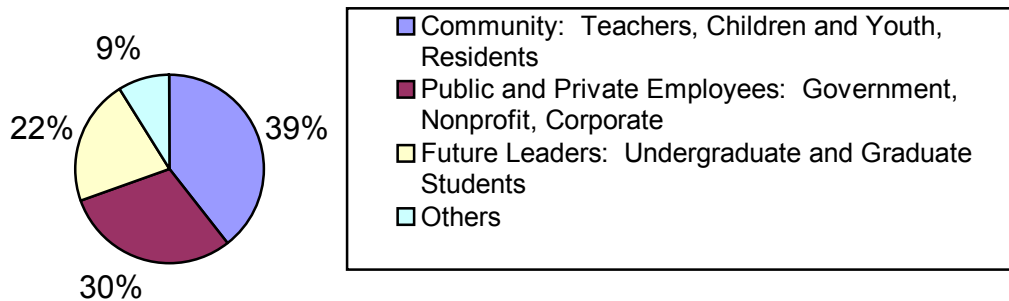 9%
22%
39%
30%
Community: Teachers, Children and Youth,
Residents
Public and Private Employees: Government,
Nonprofit, Corporate
Future Leaders: Undergraduate and Graduate
Students
Others